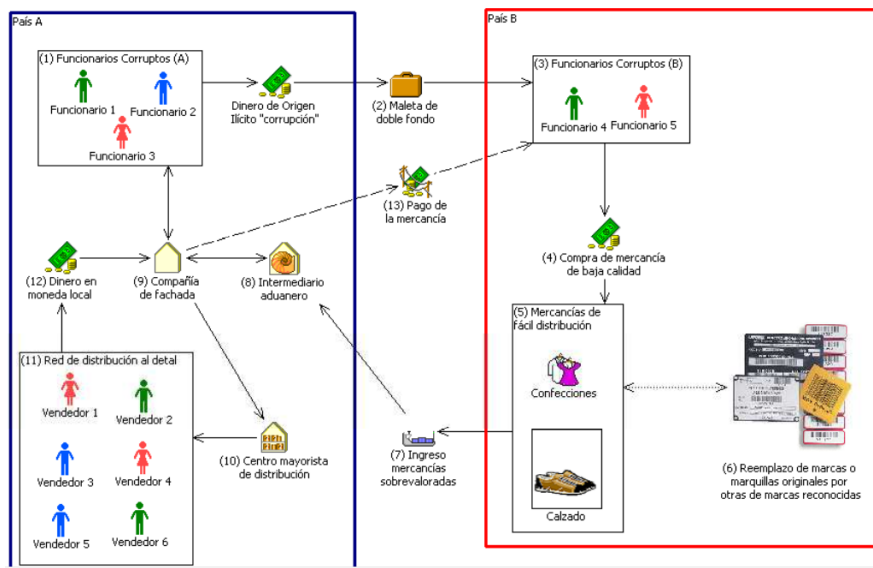 País A
(1) Funcionarios Corruptos (A)
Funcionario 1
Funcionario 2
Funcionario 3
Dinero de Origen
Ilícito "corrupción"
(2) Maleta de
doble fondo
País B
(3) Funcionarios Corruptos (B)
Funcionario 4
Funcionario 5
(13) Pago de
la mercancía
(4) Compra de mercancía
de baja calidad
(12) Dinero en
moneda local
(9) Compañía
de fachada
(8) Intermediario
aduanero
(5) Mercancías de
fácil distribución
Confecciones
Calzado
(6) Reemplazo de marcas o
marquillas originales por
otras de marcas reconocidas
(7) Ingreso
mercancías
sobrevaloradas
(10) Centro mayorista
de distribución
(11) Red de distribución al detal
Vendedor 1
Vendedor 2
Vendedor 3
Vendedor 4
Vendedor 5
Vendedor 6